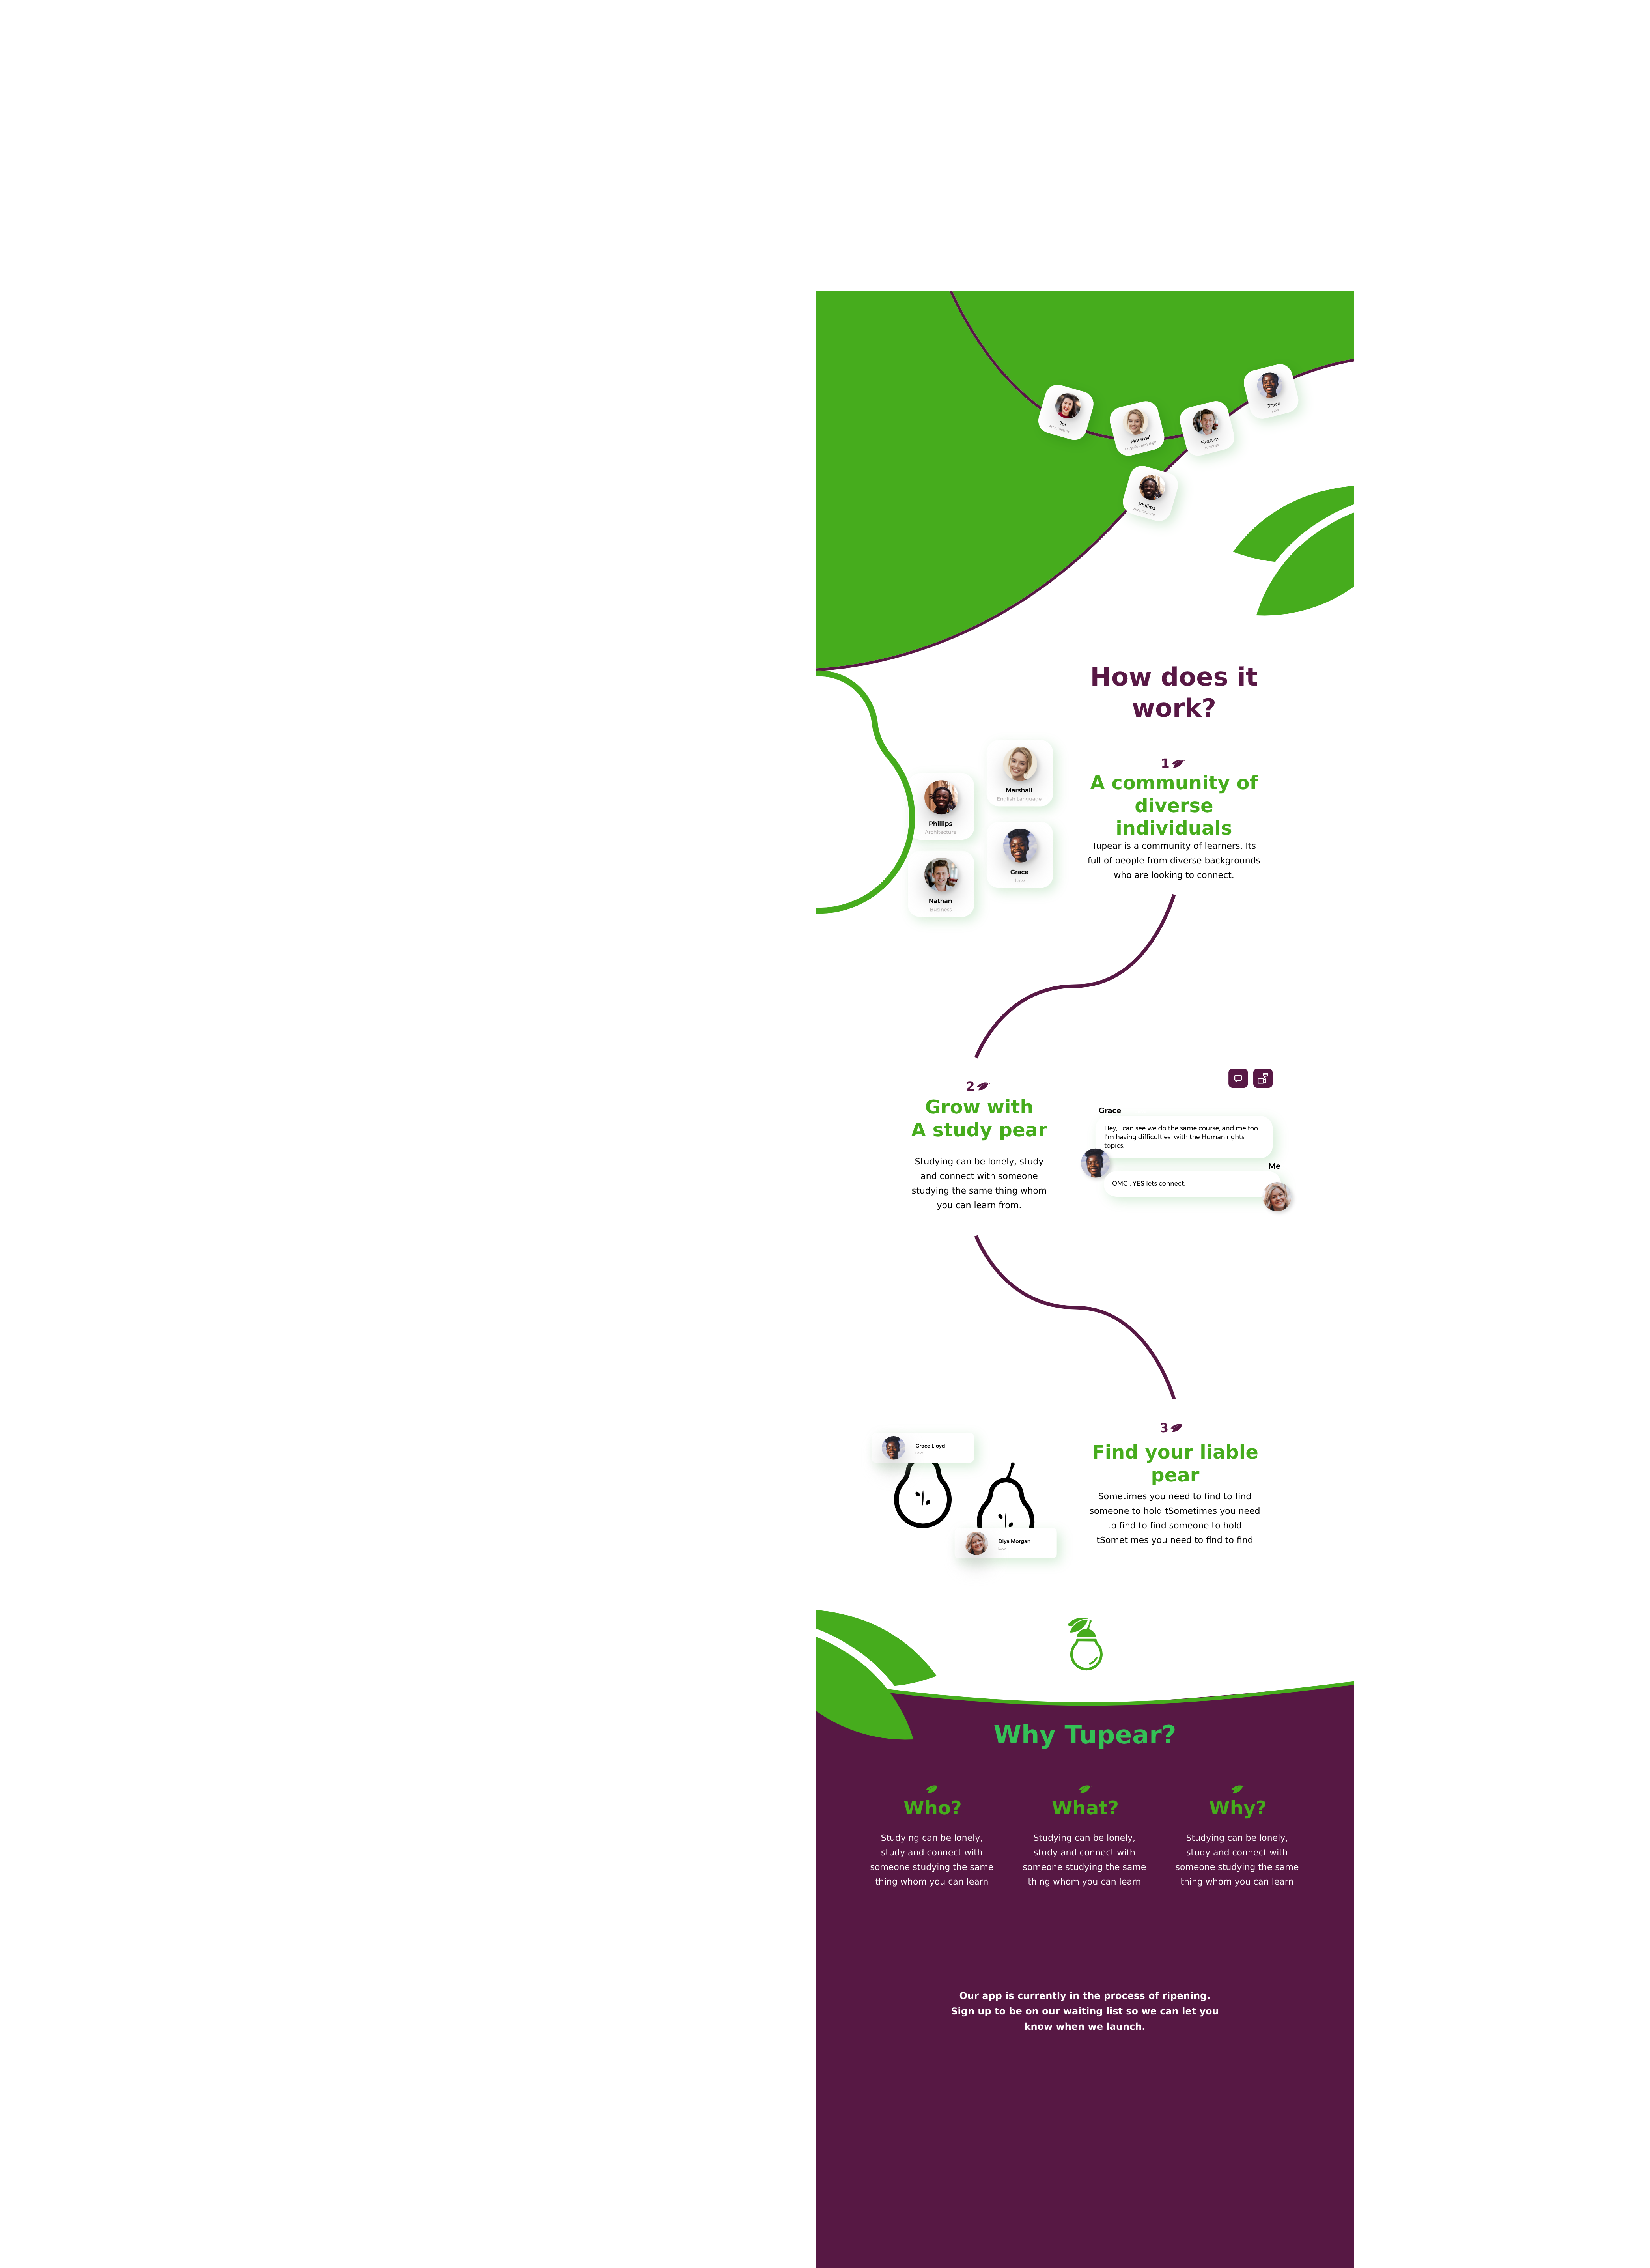 Joi
Architecture
Marshall
English Language
Nathan
Business
Grace
Law
Phillips
Architecture
How does it
work?
Marshall
English Language
Phillips
Architecture
Grace
Law
Nathan
Business
1
A community of
diverse
individuals
Tupear is a community of learners. Its
full of people from diverse backgrounds
who are looking to connect.
2
Grow with
A study pear
Studying can be lonely, study
and connect with someone
studying the same thing whom
you can learn from.
Grace
Hey, I can see we do the same course, and me too
I'm having difficulties with the Human rights
topics.
Me
OMG , YES lets connect.
Grace Lloyd
Law
Diya Morgan
Law
3
Find your liable
pear
Sometimes you need to find to find
someone to hold tSometimes you need
to find to find someone to hold
tSometimes you need to find to find
Why Tupear?
Who?
Studying can be lonely,
study and connect with
someone studying the same
thing whom you can learn
What?
Studying can be lonely,
study and connect with
someone studying the same
thing whom you can learn
Why?
Studying can be lonely,
study and connect with
someone studying the same
thing whom you can learn
Our app is currently in the process of ripening.
Sign up to be on our waiting list so we can let you
know when we launch.